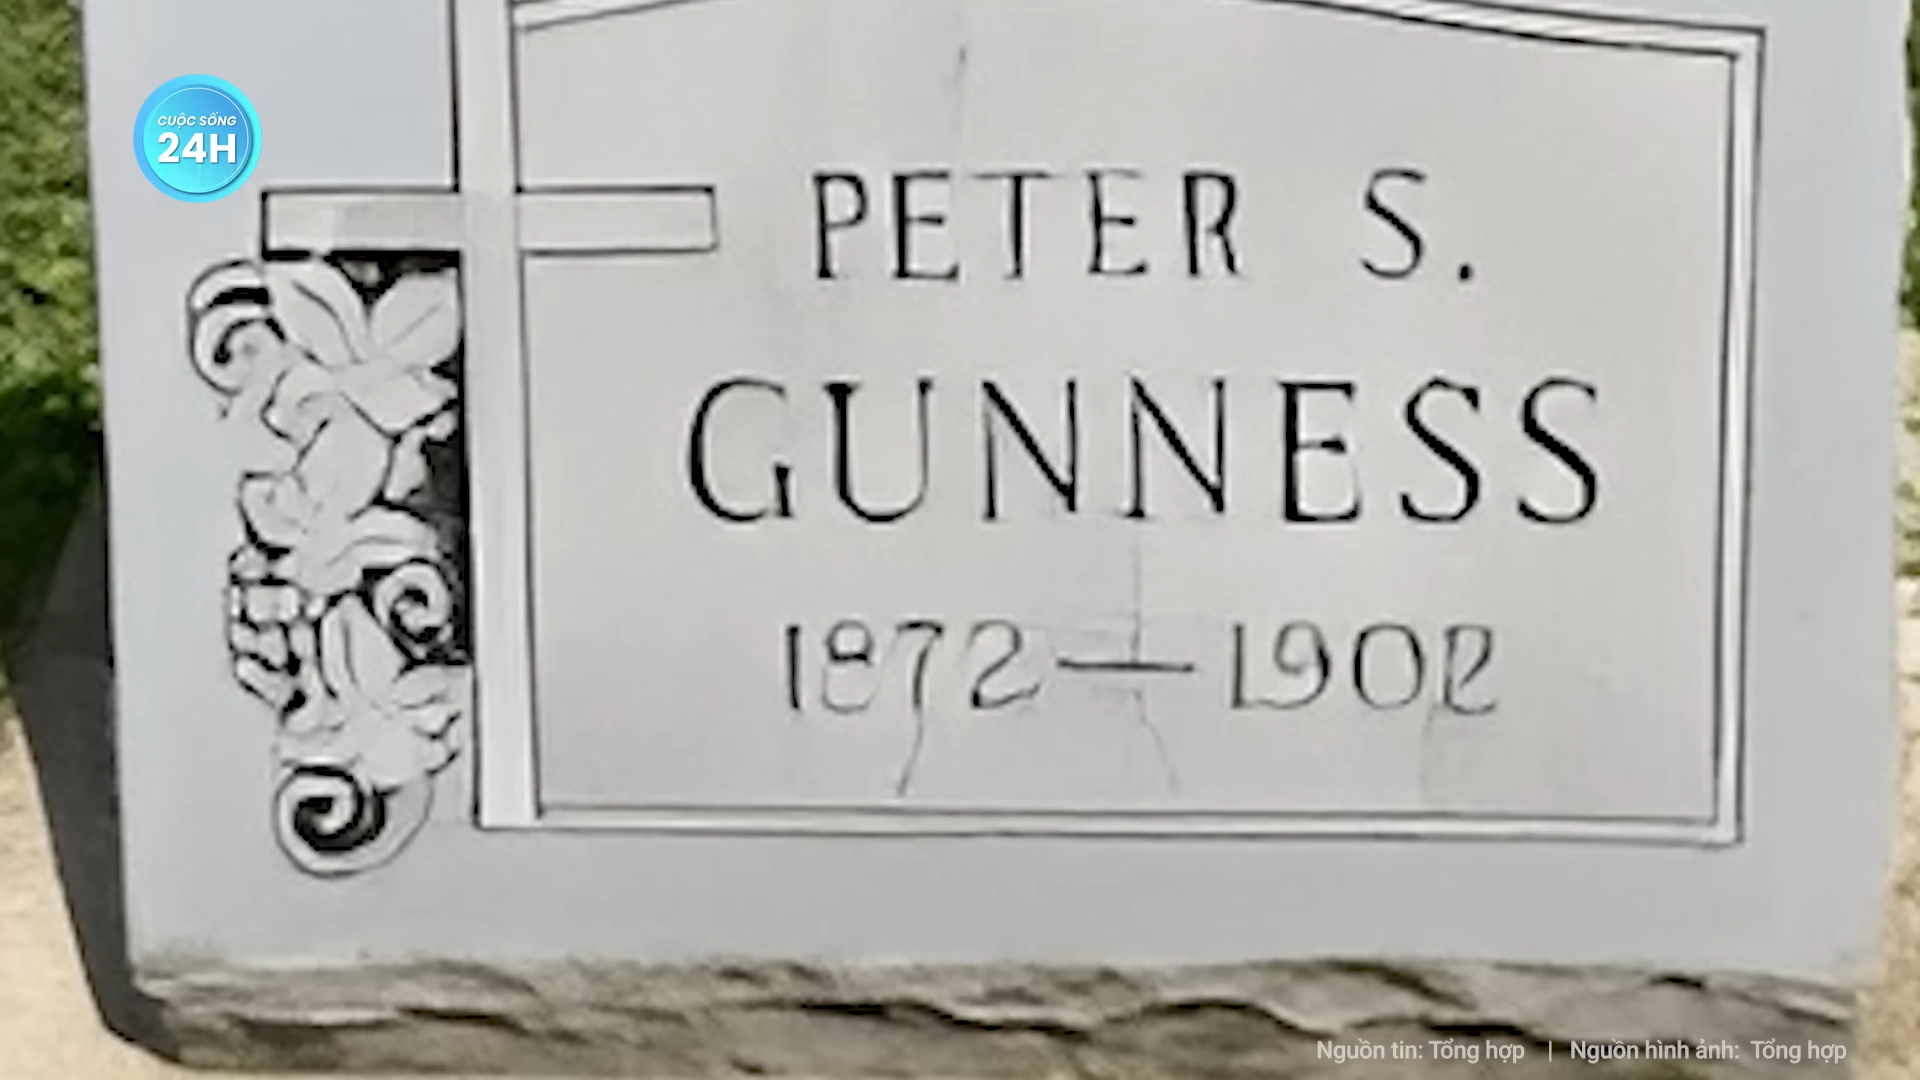 CUỘC SỐNG
24H
PETER S.
GUNNESS
1872—1902
Nguồn tin: Tổng hợp | Nguồn hình ảnh: Tổng hợp